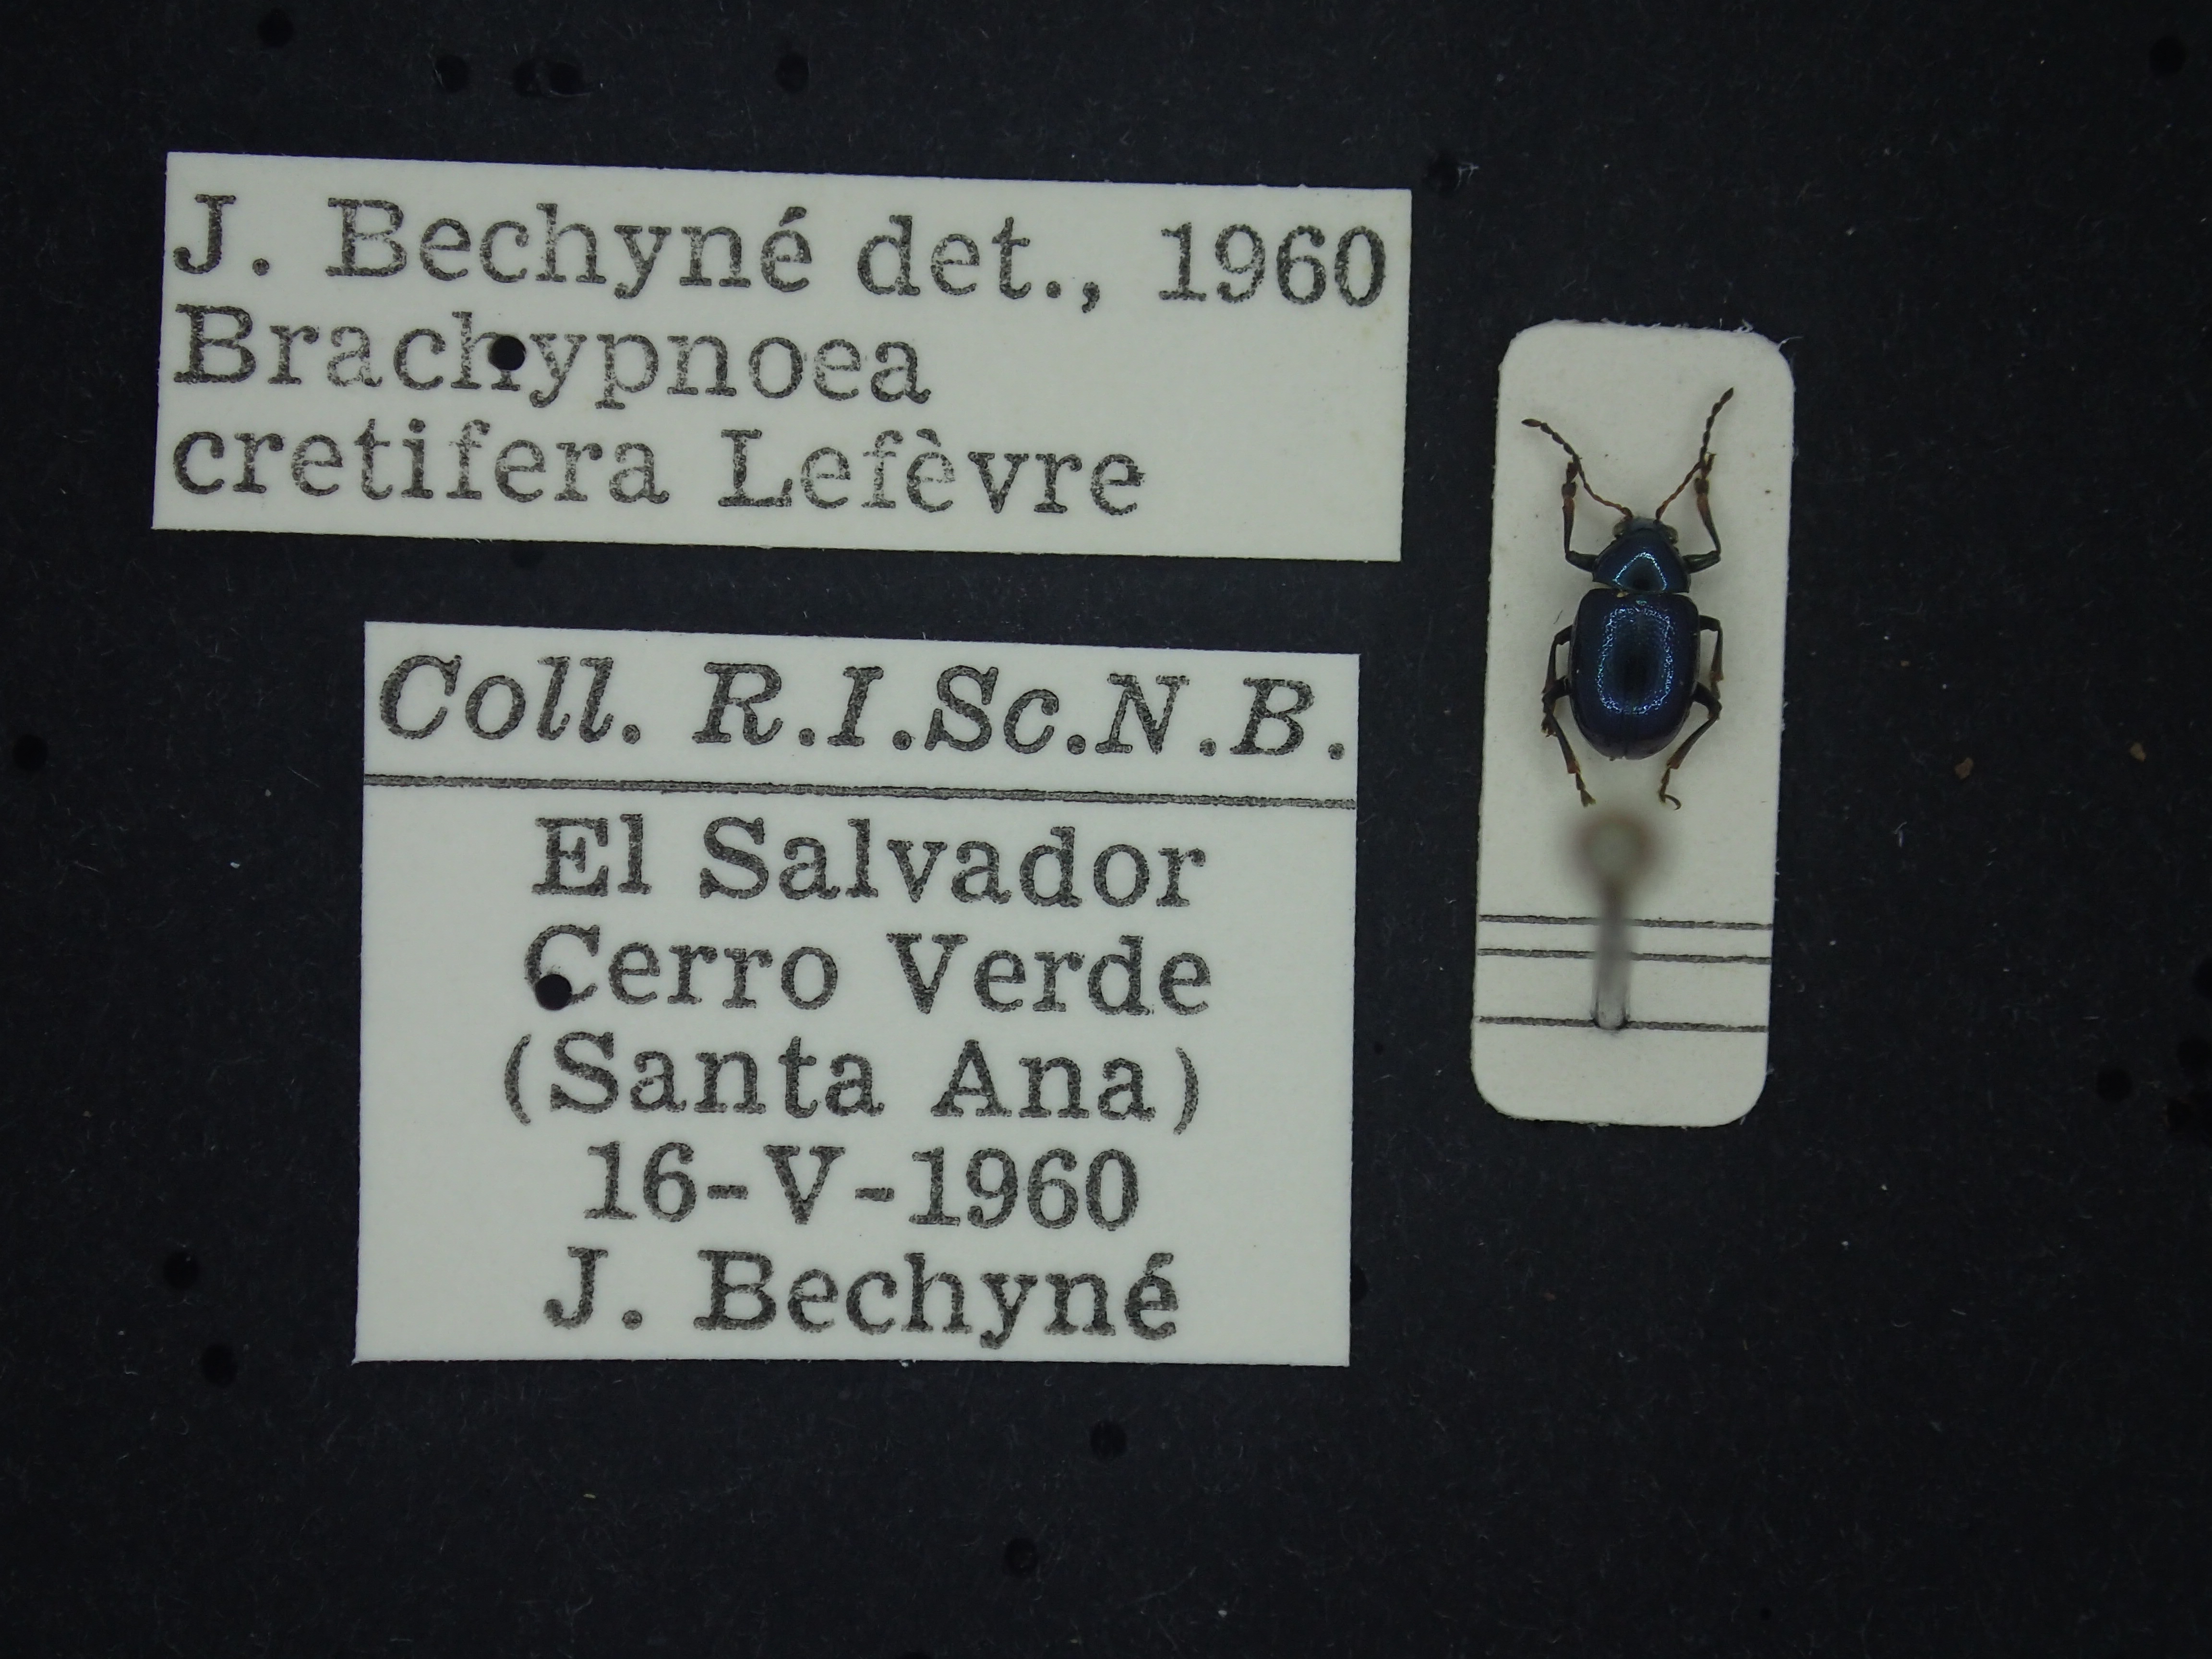 J. Bechyné det., 1960
Brachypnoea
cretifera Lefèvre
Coll. R.I.Sc.N.B.
El Salvador
Cerro Verde
(Santa Ana)
16-V-1960
J. Bechyné